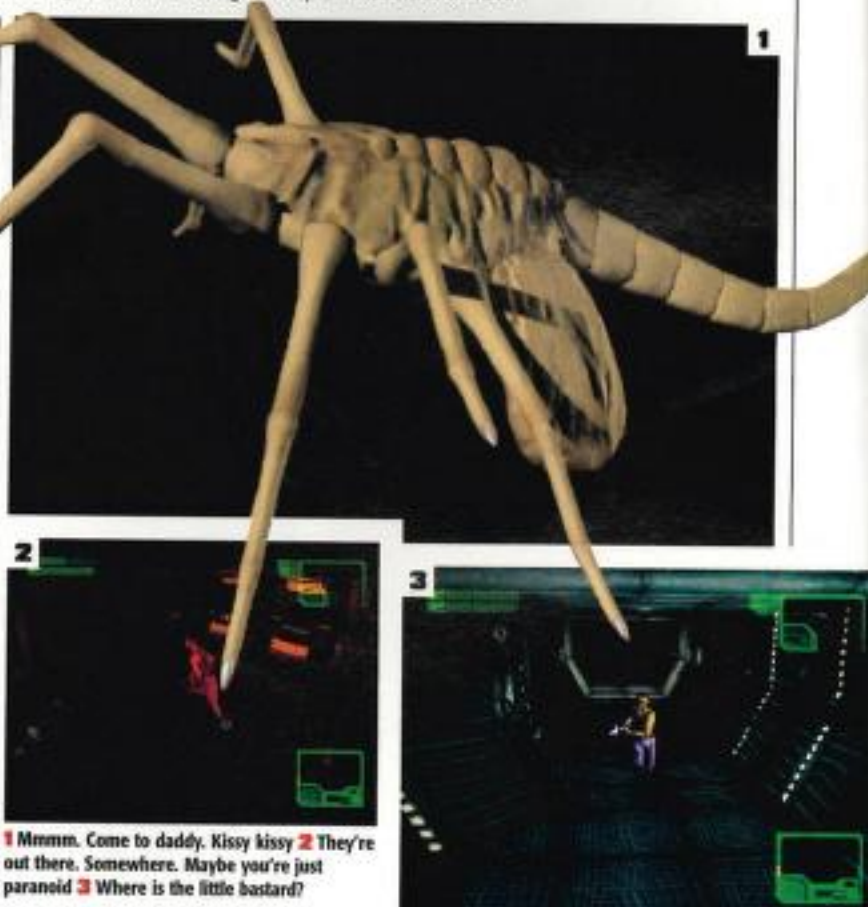 1
2
3
1 Mmmm. Come to daddy. Kissy kissy 2 They're
out there. Somewhere. Maybe you're just
paranoid 3 Where is the little bastard?